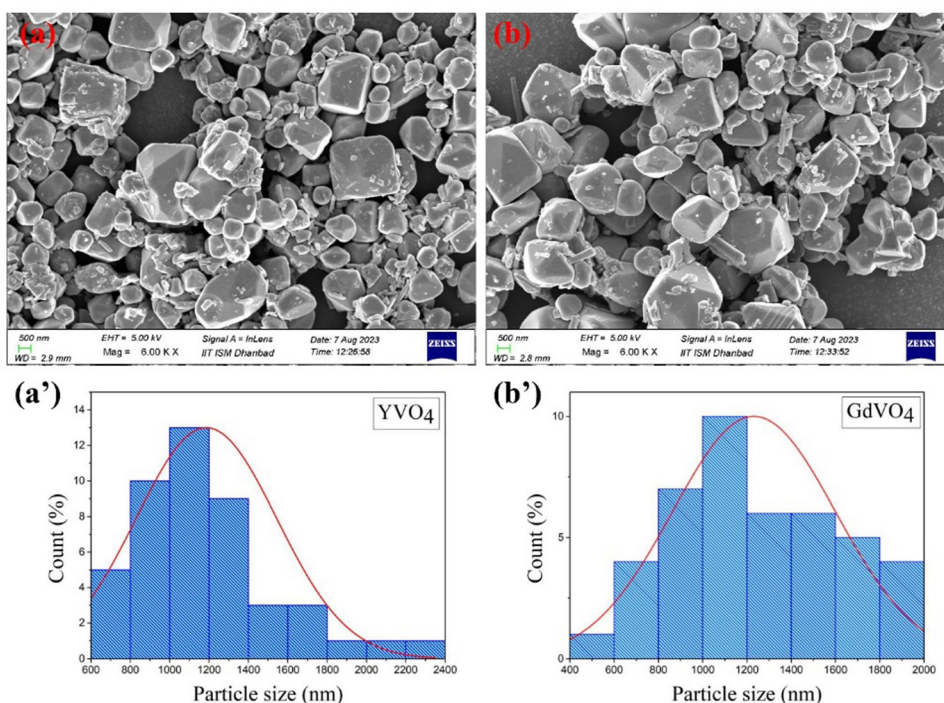 (a)
500 nm
WD = 2.9 mm
EHT = 5.00 kV
Mag = 6.00 K X
Signal A = InLens
IIT ISM Dhanbad
Date: 7 Aug 2023
Time: 12:26:58
ZEISS
(b)
500 nm
WD = 2.8 mm
EHT = 5.00 kV
Mag = 6.00 K X
Signal A = InLens
IIT ISM Dhanbad
Date: 7 Aug 2023
Time: 12:33:52
ZEISS
(a’)
YVO4
Count (%)
14
12
10
8
6
4
2
0
600 800 1000 1200 1400 1600 1800 2000 2200 2400
Particle size (nm)
(b’)
GdVO4
Count (%)
10
5
0
400 600 800 1000 1200 1400 1600 1800 2000
Particle size (nm)